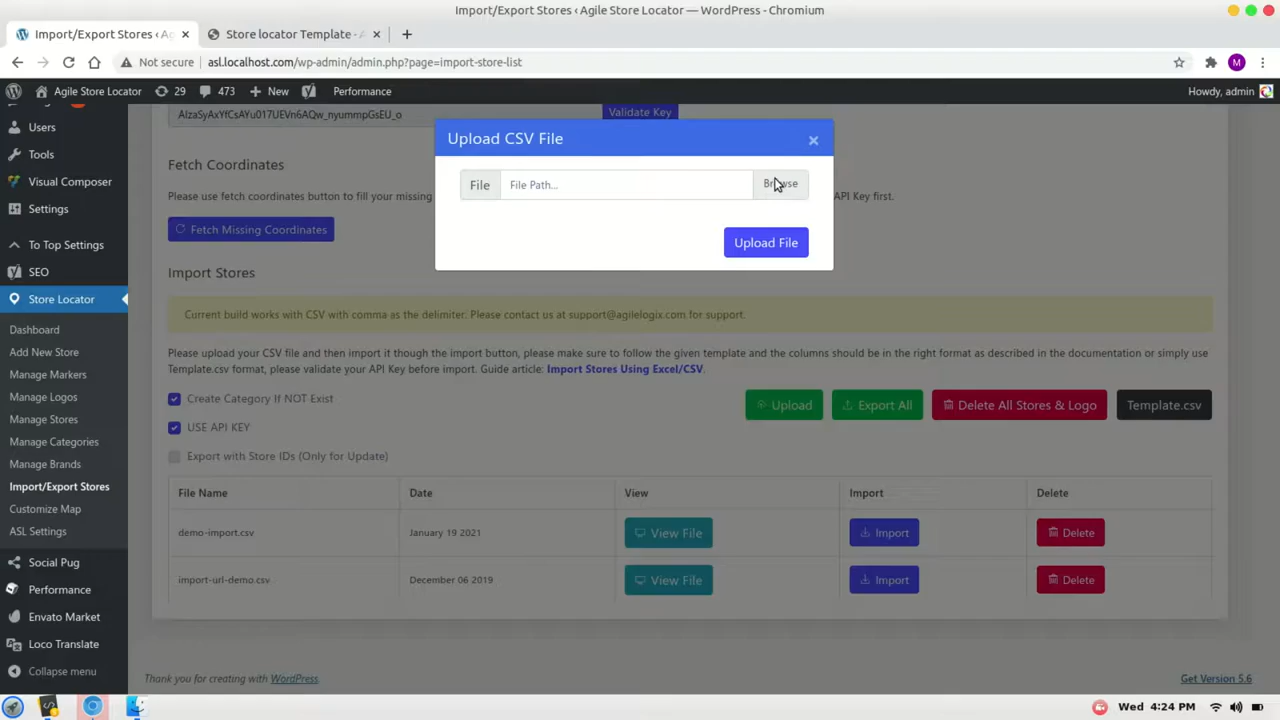 Import/Export Stores ‹ Agile Store Locator — WordPress - Chromium
Import/Export Stores ‹ Ag
Store locator Template - A
Not secure
asl.localhost.com/wp-admin/admin.php?page=import-store-list
M
Agile Store Locator
29
473
New
Performance
Howdy, admin
Users
Tools
Visual Composer
Settings
To Top Settings
SEO
Store Locator
Dashboard
Add New Store
Manage Markers
Manage Logos
Manage Stores
Manage Categories
Manage Brands
Import/Export Stores
Customize Map
ASL Settings
Social Pug
Performance
Envato Market
Loco Translate
Collapse menu
Validate Key
Upload CSV File
×
File
File Path...
Browse
Upload File
Fetch Coordinates
Please use fetch coordinates button to fill your missing
API Key first.
Fetch Missing Coordinates
Import Stores
Current build works with CSV with comma as the delimiter. Please contact us at support@agilelogix.com for support.
Please upload your CSV file and then import it though the import button, please make sure to follow the given template and the columns should be in the right format as described in the documentation or simply use
Template.csv format, please validate your API Key before import. Guide article: Import Stores Using Excel/CSV.
Create Category If NOT Exist
USE API KEY
Export with Store IDs (Only for Update)
Upload
Export All
Delete All Stores & Logo
Template.csv
File Name Date View Import Delete
demo-import.csv January 19 2021 View File Import Delete
import-url-demo.csv December 06 2019 View File Import Delete
Thank you for creating with WordPress.
Get Version 5.6
Wed 4:24 PM